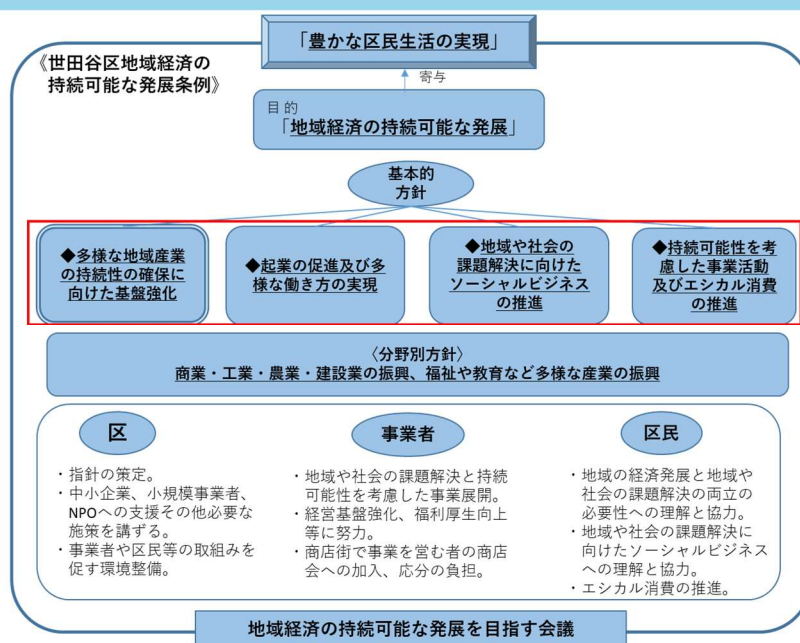 「豊かな区民生活の実現」
《世田谷区地域経済の
持続可能な発展条例》
寄与
目 的
「地域経済の持続可能な発展」
基本的
方針
◆多様な地域産業
の持続性の確保に
向けた基盤強化
◆起業の促進及び多
様な働き方の実現
◆地域や社会の
課題解決に向けた
ソーシャルビジネス
の推進
◆持続可能性を考
慮した事業活動
及びエシカル消費
の推進
〈分野別方針〉
商業・工業・農業・建設業の振興、福祉や教育など多様な産業の振興
区
・指針の策定。
・中小企業、小規模事業者、
NPOへの支援その他必要な
施策を講ずる。
・事業者や区民等の取組みを
促す環境整備。
事業者
・地域や社会の課題解決と持続
可能性を考慮した事業展開。
・経営基盤強化、福利厚生向上
等に努力。
・商店街で事業を営む者の商店
会への加入、応分の負担。
区民
・地域の経済発展と地域や
社会の課題解決の両立の
必要性への理解と協力。
・地域や社会の課題解決に
向けたソーシャルビジネス
への理解と協力。
・エシカル消費の推進。
地域経済の持続可能な発展を目指す会議